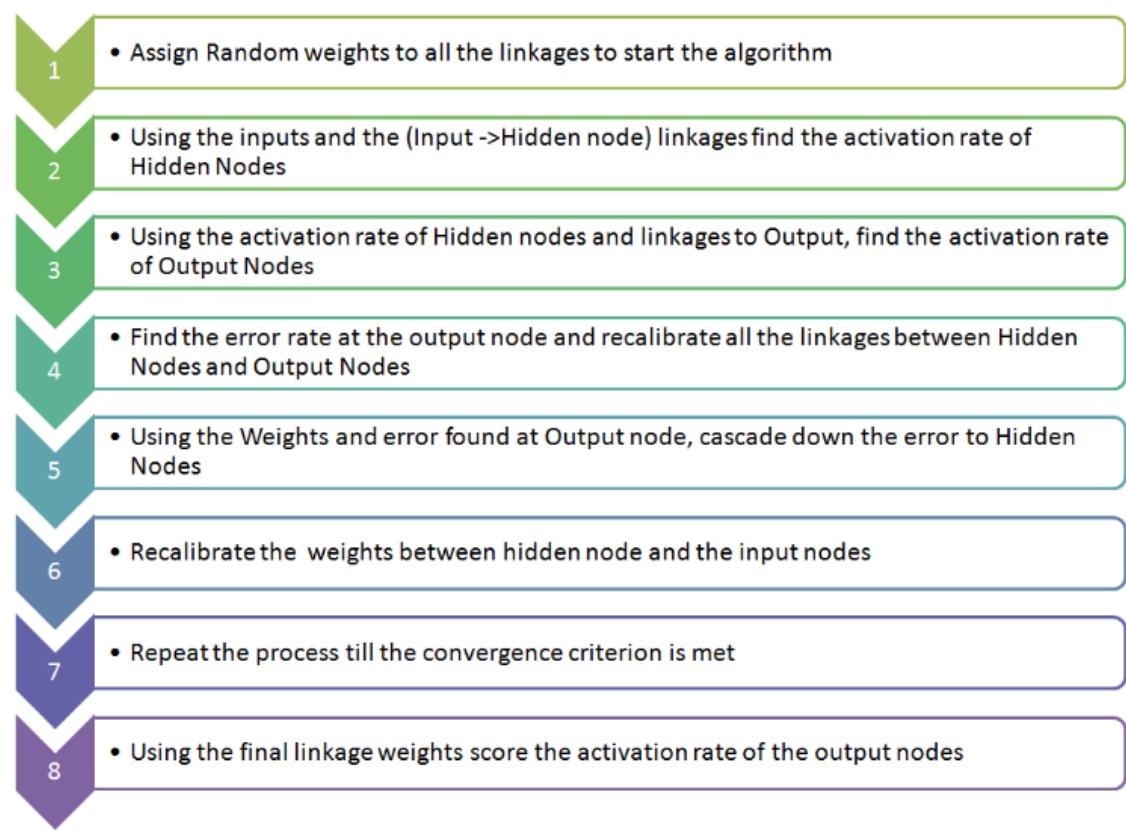 1
• Assign Random weights to all the linkages to start the algorithm
2
• Using the inputs and the (Input ->Hidden node) linkages find the activation rate of
Hidden Nodes
3
• Using the activation rate of Hidden nodes and linkages to Output, find the activation rate
of Output Nodes
4
• Find the error rate at the output node and recalibrate all the linkages between Hidden
Nodes and Output Nodes
5
• Using the Weights and error found at Output node, cascade down the error to Hidden
Nodes
6
• Recalibrate the weights between hidden node and the input nodes
7
• Repeat the process till the convergence criterion is met
8
• Using the final linkage weights score the activation rate of the output nodes